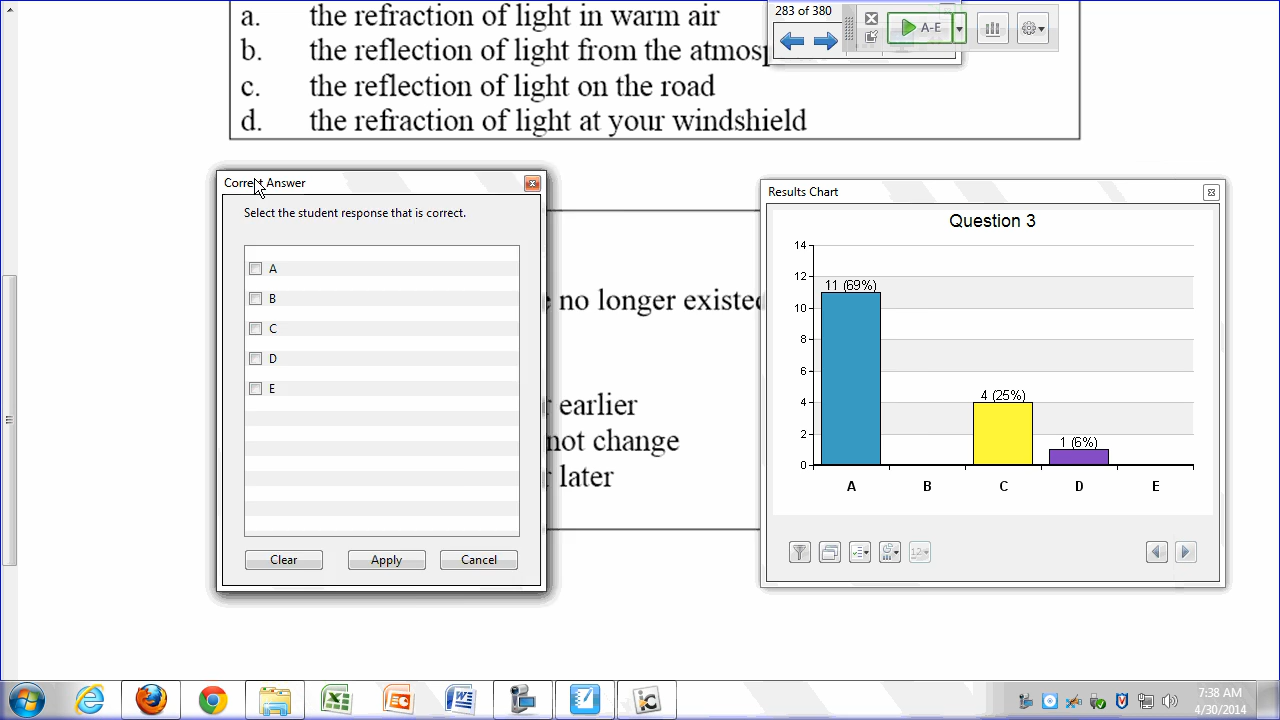 a. the refraction of light in warm air
b. the reflection of light from the
c. the reflection of light on the road
d. the refraction of light at your windshield
283 of 380
A-E
Correct Answer
Select the student response that is correct.
A
B
C
D
E
Clear Apply Cancel
no longer existed
earlier
not change
later
Results Chart
Question 3
14
12
10
8
6
4
2
0
11 (69%)
4 (25%)
1 (6%)
A B C D E
12
7:38 AM
4/30/2014